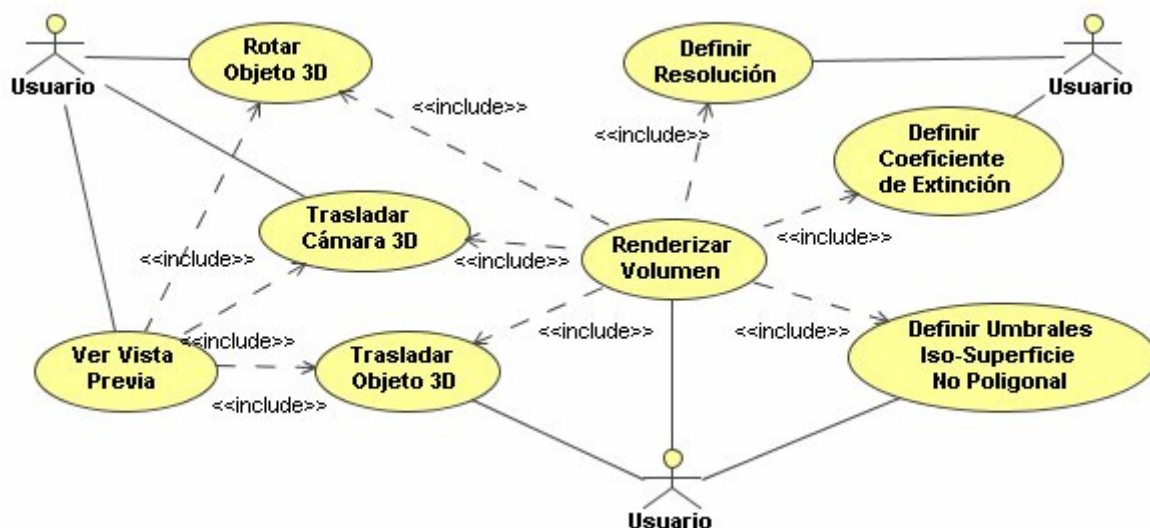 Usuario
Rotar
Objeto 3D
Definir
Resolución
Usuario
<<include>>
<<include>>
Definir
Coeficiente
de Extinción
Trasladar
Cámara 3D
Renderizar
Volumen
<<include>>
<<include>>
<<include>>
<<include>>
<<include>>
<<include>>
Ver Vista
Previa
Trasladar
Objeto 3D
Definir Umbrales
Iso-Superficie
No Poligonal
<<include>>
<<include>>
Usuario